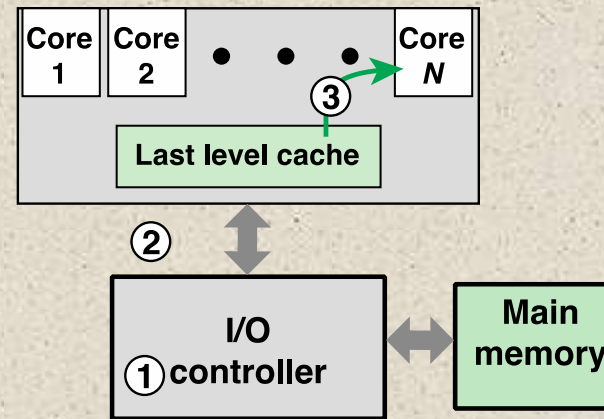 Core
1
Core
2
Core
N
3
Last level cache
2
I/O
1 controller
Main
memory